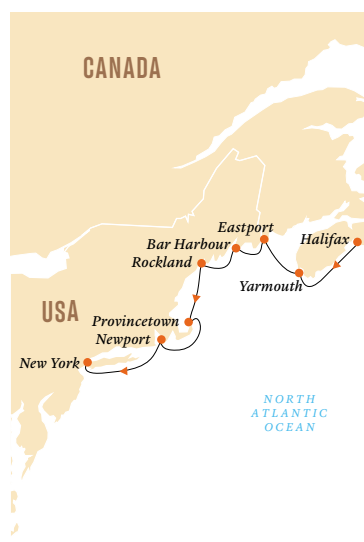 CANADA
Eastport
Halifax
Bar Harbour
Rockland
Yarmouth
USA
Provincetown
Newport
New York
NORTH
ATLANTIC
OCEAN